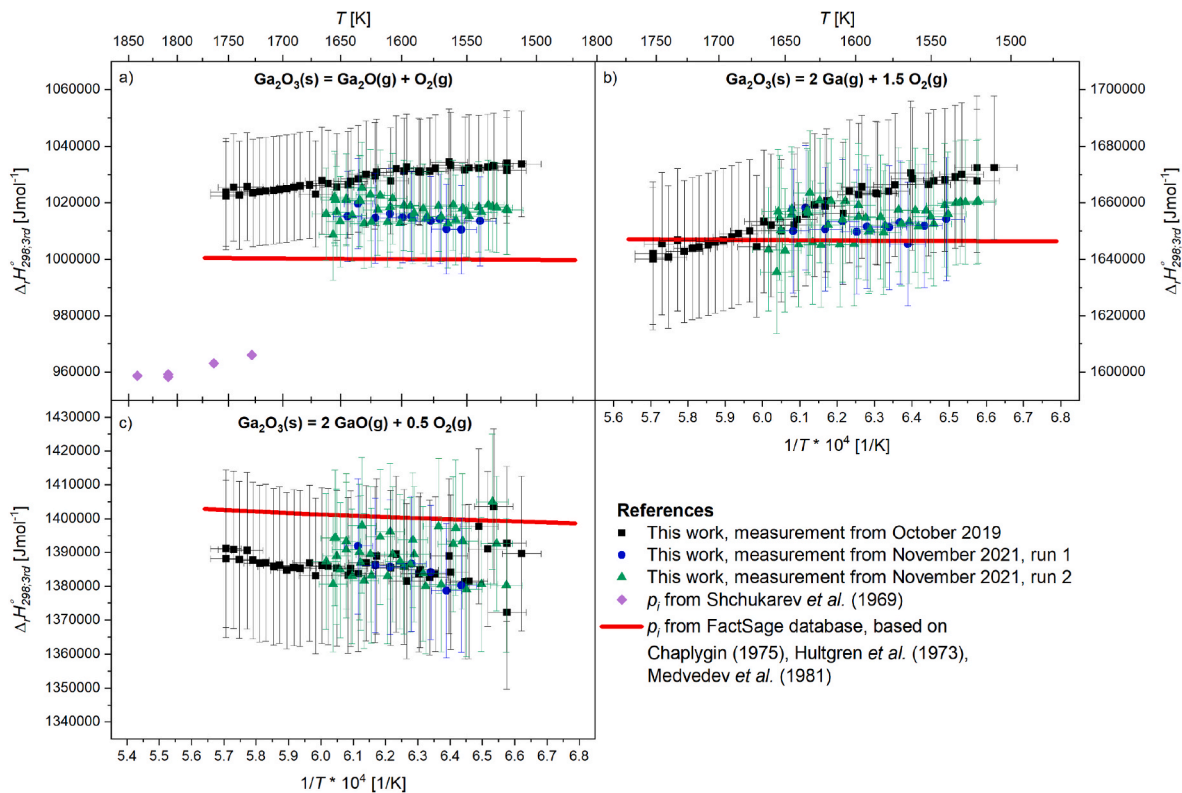 T [K]
T [K]
1850 1800 1750 1700 1650 1600 1550 1500
1800 1750 1700 1650 1600 1550 1500
a)
Ga₂O₃(s) = Ga₂O(g) + O₂(g)
b)
Ga₂O₃(s) = 2 Ga(g) + 1.5 O₂(g)
1060000
1040000
1020000
1000000
980000
960000
ΔᵣH°₂₉₈;₃rd [Jmol⁻¹]
1700000
1680000
1660000
1640000
1620000
1600000
ΔᵣH°₂₉₈;₃rd [Jmol⁻¹]
5.6 5.7 5.8 5.9 6.0 6.1 6.2 6.3 6.4 6.5 6.6 6.7 6.8
1/T * 10⁴ [1/K]
c)
Ga₂O₃(s) = 2 GaO(g) + 0.5 O₂(g)
1430000
1420000
1410000
1400000
1390000
1380000
1370000
1360000
1350000
1340000
ΔᵣH°₂₉₈;₃rd [Jmol⁻¹]
5.4 5.5 5.6 5.7 5.8 5.9 6.0 6.1 6.2 6.3 6.4 6.5 6.6 6.7 6.8
1/T * 10⁴ [1/K]
References
This work, measurement from October 2019
This work, measurement from November 2021, run 1
This work, measurement from November 2021, run 2
pᵢ from Shchukarev et al. (1969)
pᵢ from FactSage database, based on
Chaplygin (1975), Hultgren et al. (1973),
Medvedev et al. (1981)